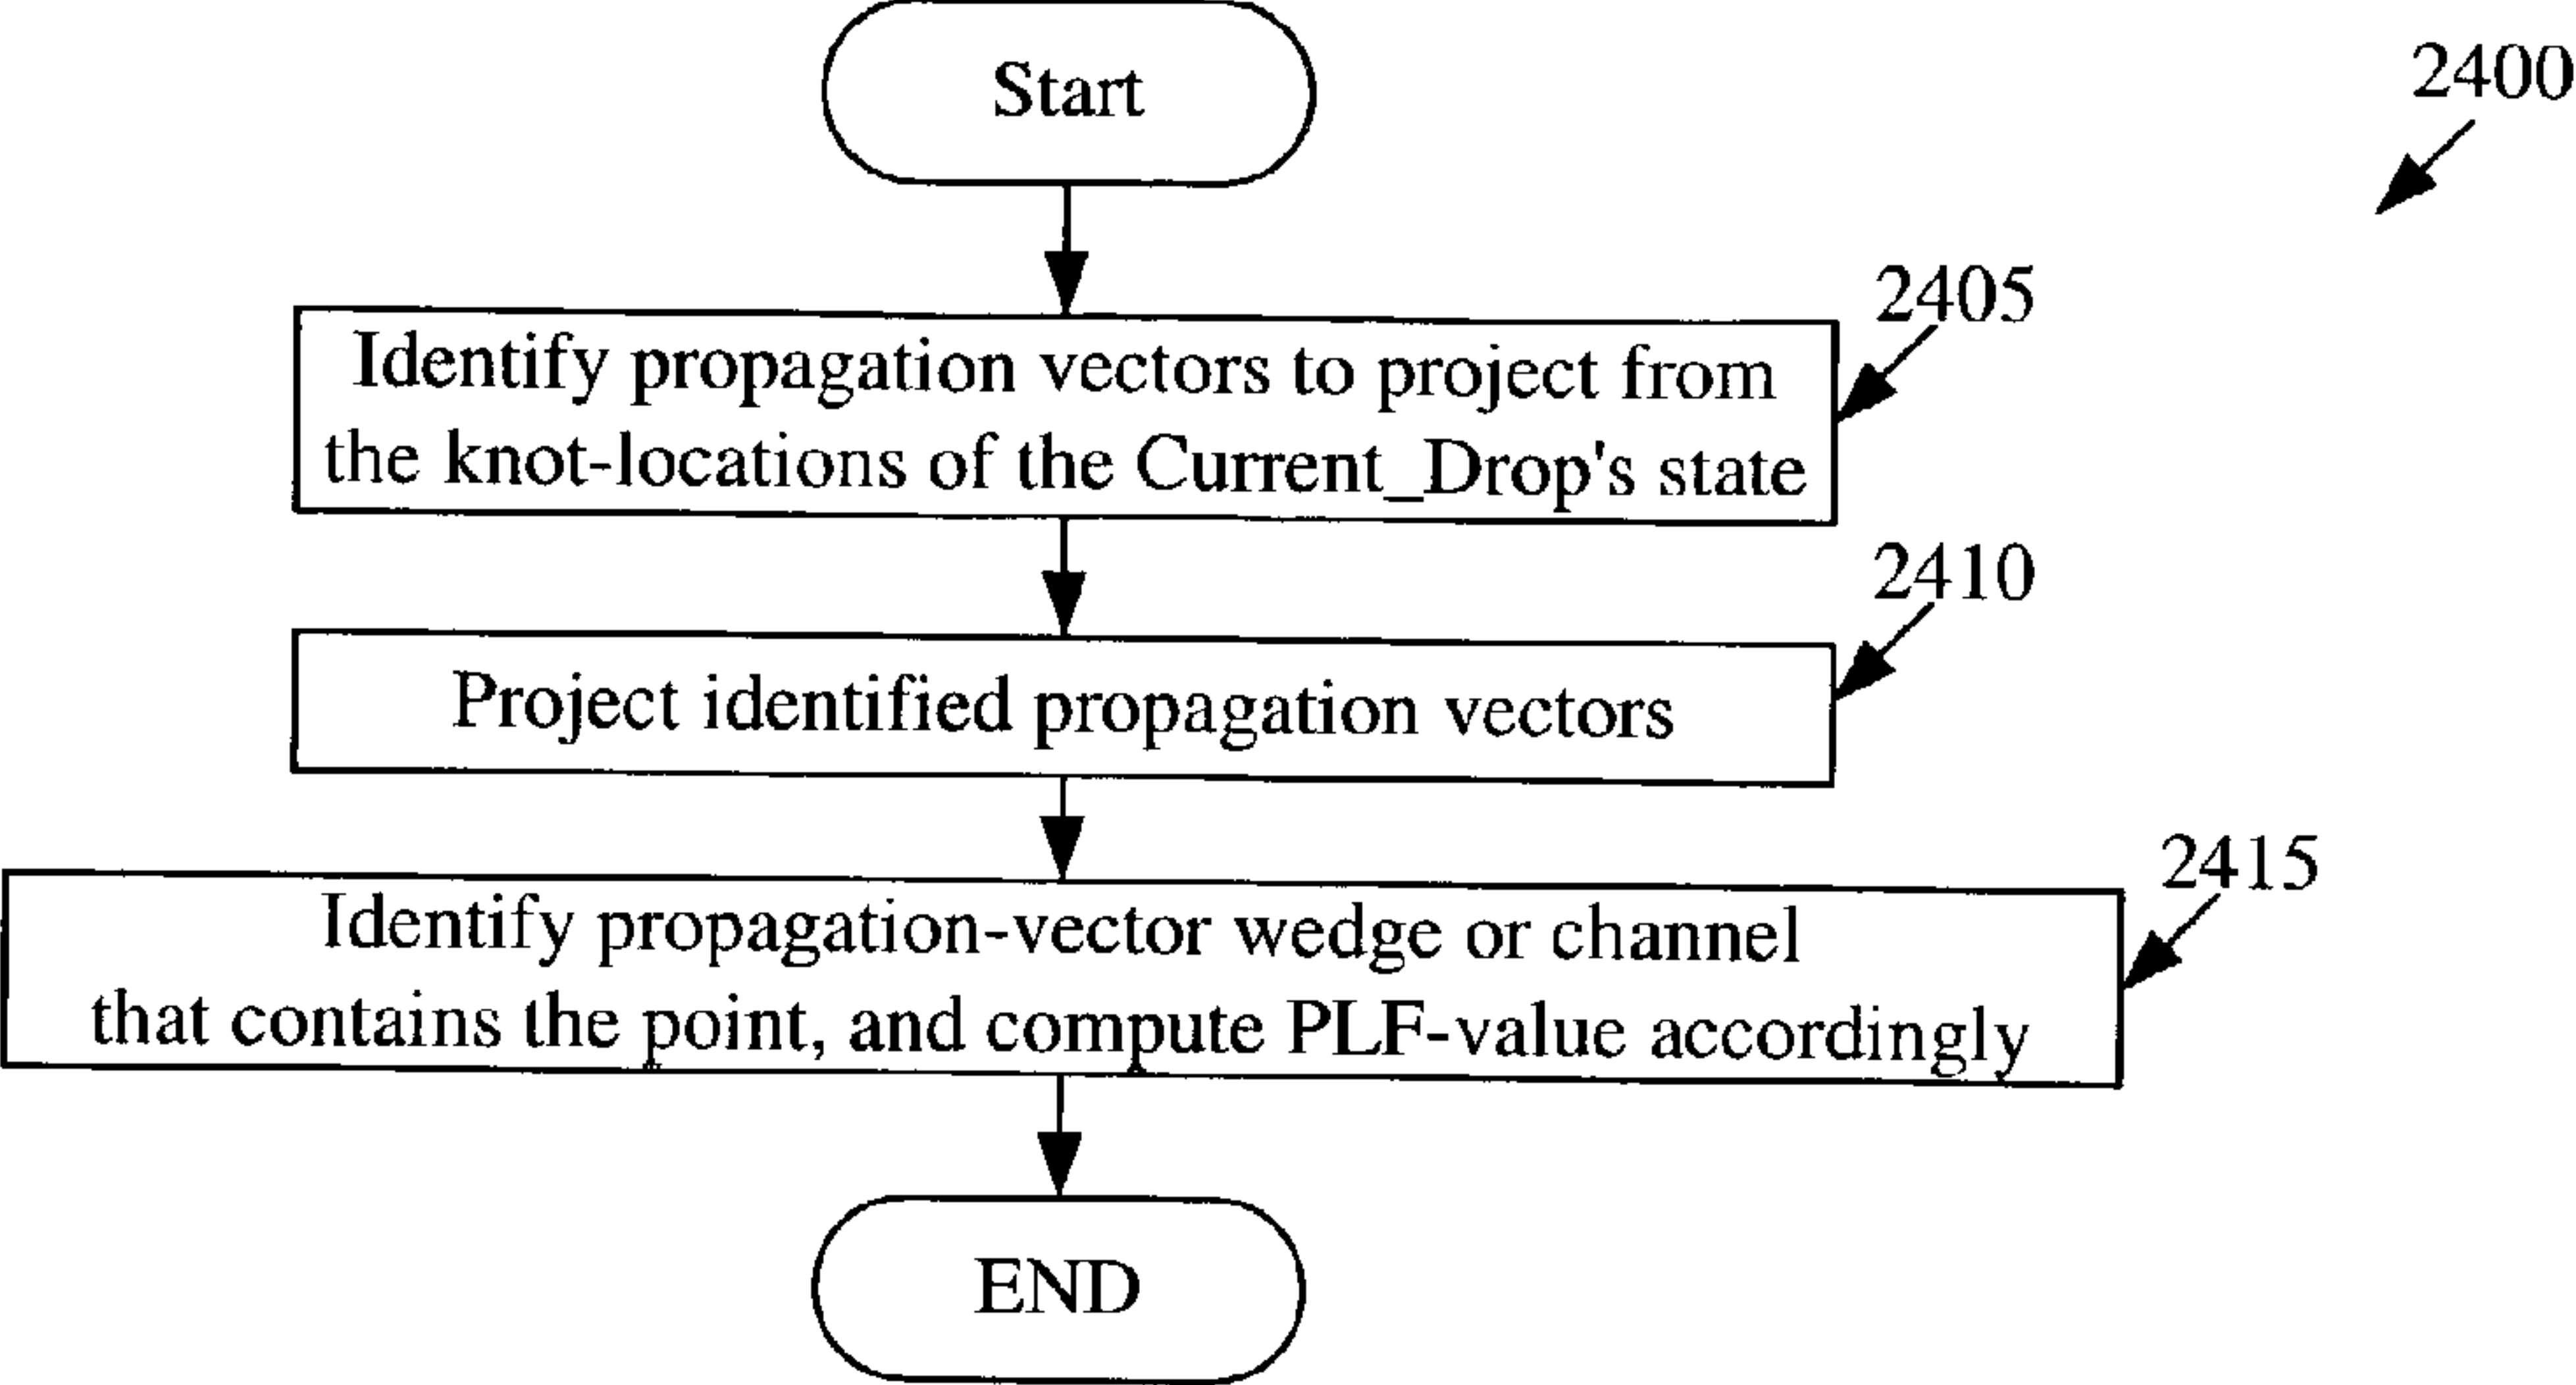 Start
2400
2405
Identify propagation vectors to project from
the knot-locations of the Current_Drop's state
2410
Project identified propagation vectors
2415
Identify propagation-vector wedge or channel
that contains the point, and compute PLF-value accordingly
END